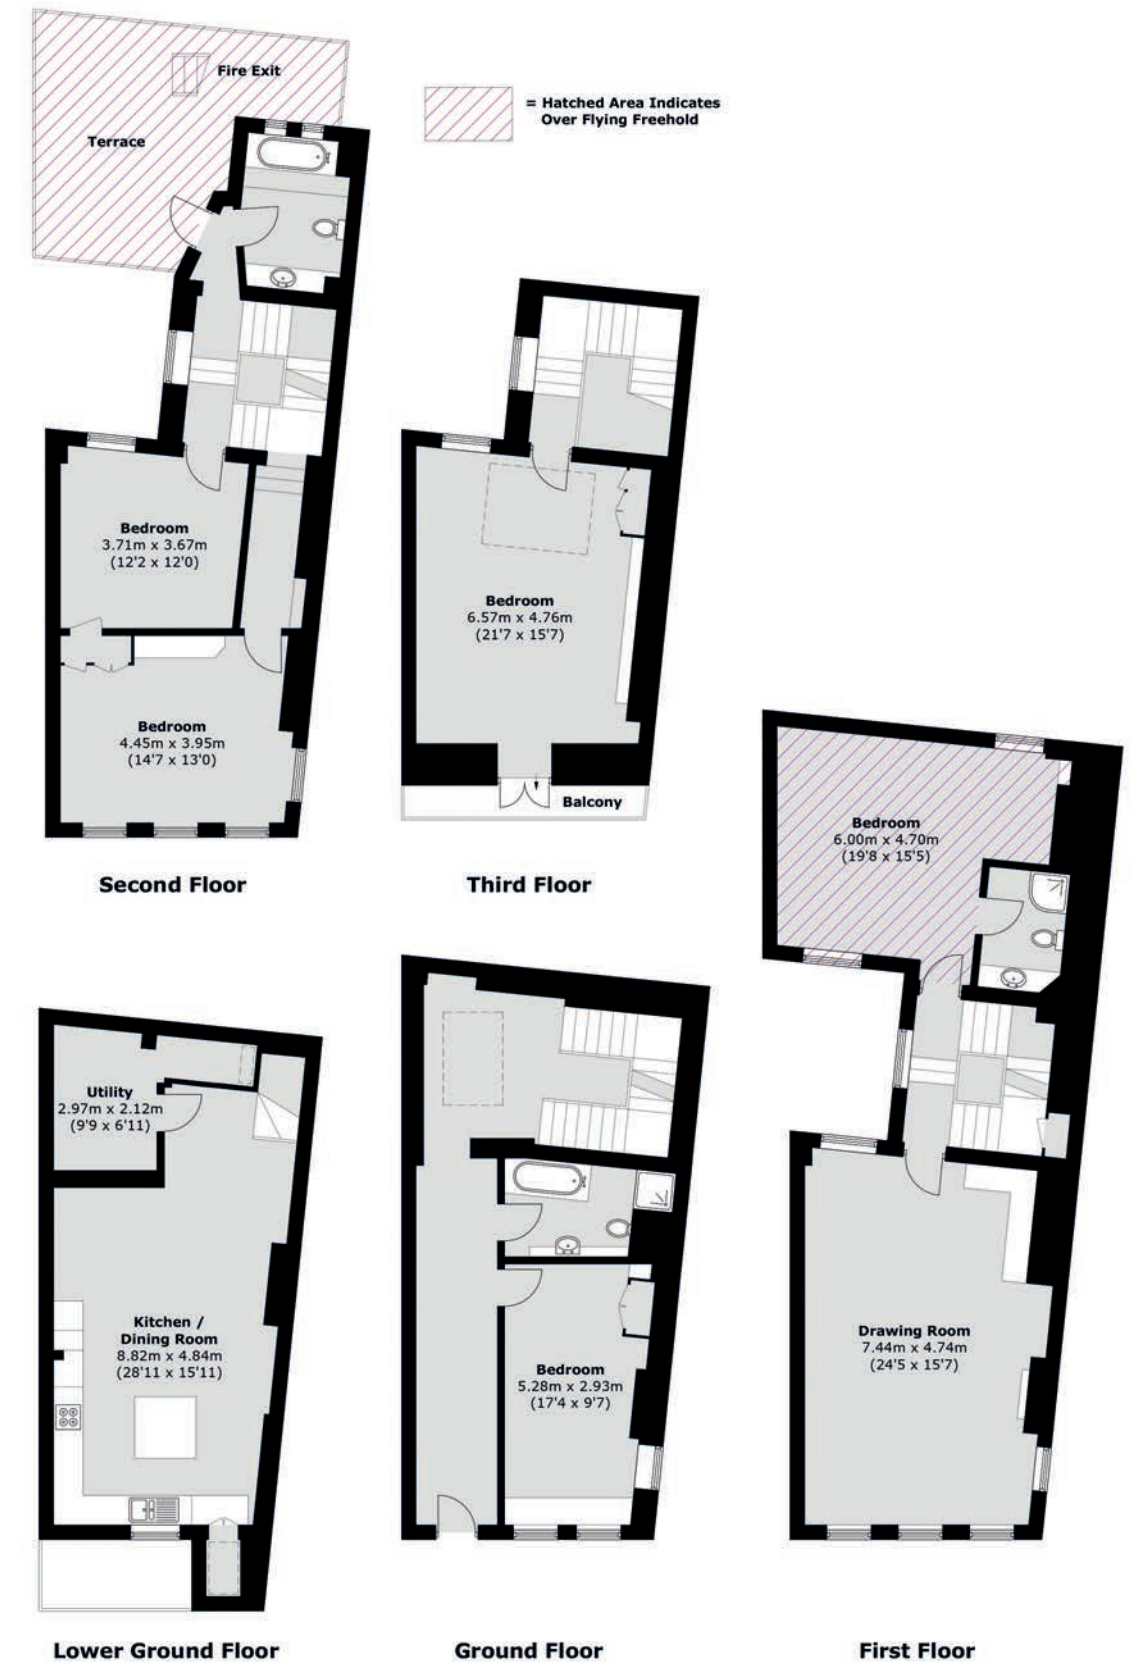 Fire Exit
Terrace
= Hatched Area Indicates
Over Flying Freehold
Bedroom
3.71m x 3.67m
(12'2 x 12'0)
Bedroom
4.45m x 3.95m
(14'7 x 13'0)
Second Floor
Bedroom
6.57m x 4.76m
(21'7 x 15'7)
Balcony
Third Floor
Bedroom
6.00m x 4.70m
(19'8 x 15'5)
Drawing Room
7.44m x 4.74m
(24'5 x 15'7)
First Floor
Utility
2.97m x 2.12m
(9'9 x 6'11)
Kitchen /
Dining Room
8.82m x 4.84m
(28'11 x 15'11)
Lower Ground Floor
Bedroom
5.28m x 2.93m
(17'4 x 9'7)
Ground Floor